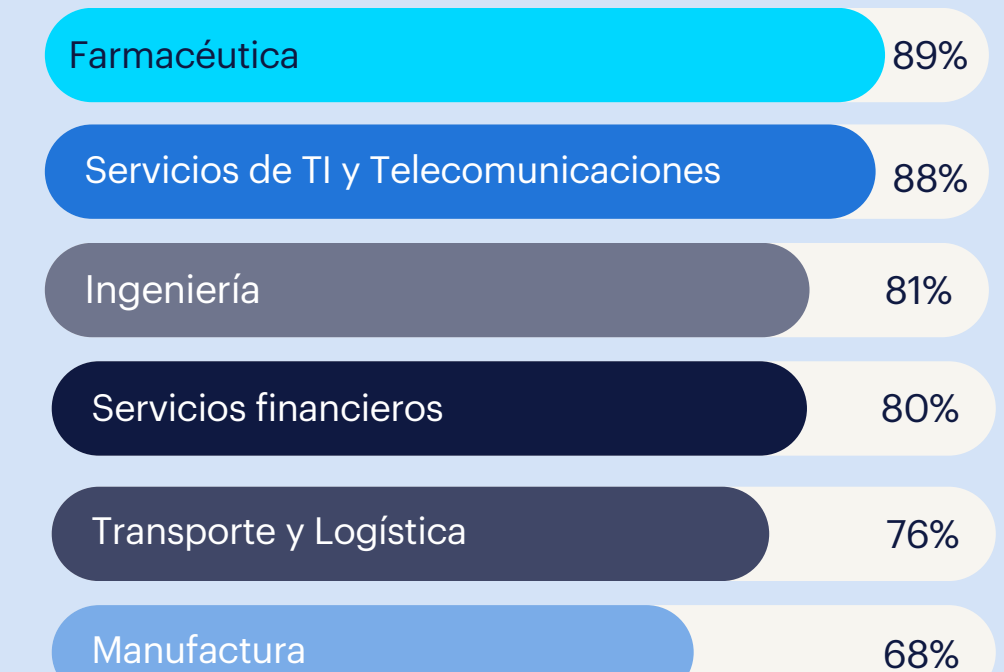 Farmacéutica 89%
Servicios de TI y Telecomunicaciones 88%
Ingeniería 81%
Servicios financieros 80%
Transporte y Logística 76%
Manufactura 68%